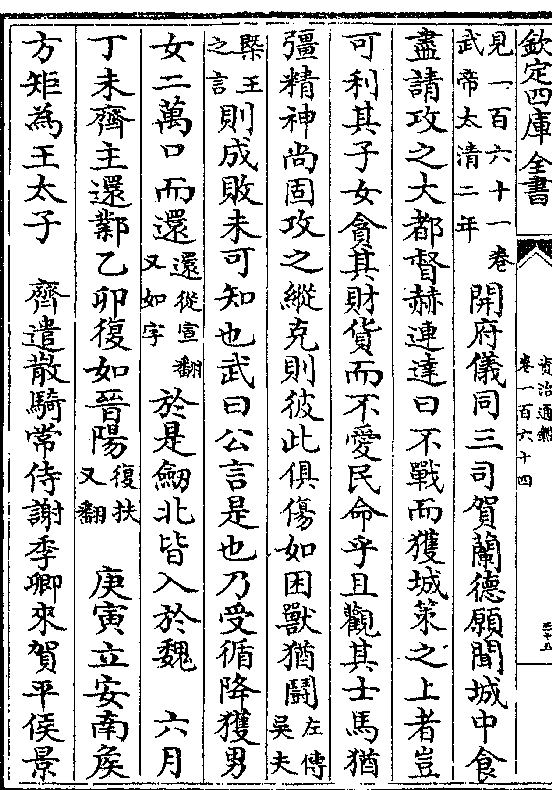 欽定四庫全書
資治通鑑
卷一百六十四
三十五
見一百六十一卷武帝太清二年 開府儀同三司賀蘭德願聞城中食
盡請攻之大都督赫連達曰不戰而獲城策之上者豈
可利其子女貪其財貨而不愛民命乎且觀其士馬猶
彊精神尚固攻之縱克則彼此俱傷如困獸猶鬭左傳吳夫
槩王之言則成敗未可知也武曰公言是也乃受循降獲男
女二萬口而還還從宣翻又如字於是劒北皆入於魏 六月
丁未齊主還鄴乙卯復如晉陽復扶又翻 庚寅立安南侯
方矩為王太子 齊遣散騎常侍謝季卿來賀平侯景